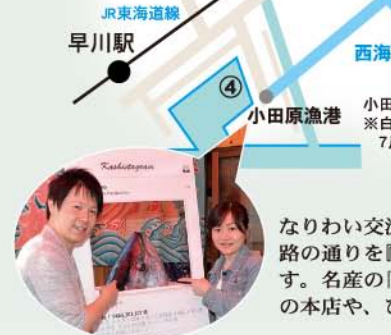 JR東海道線
早川駅
西海
④
小田原漁港
小田
※白
7月
Kashistagram
なりわい交流
路の通りを
す。名産の
の本店や、